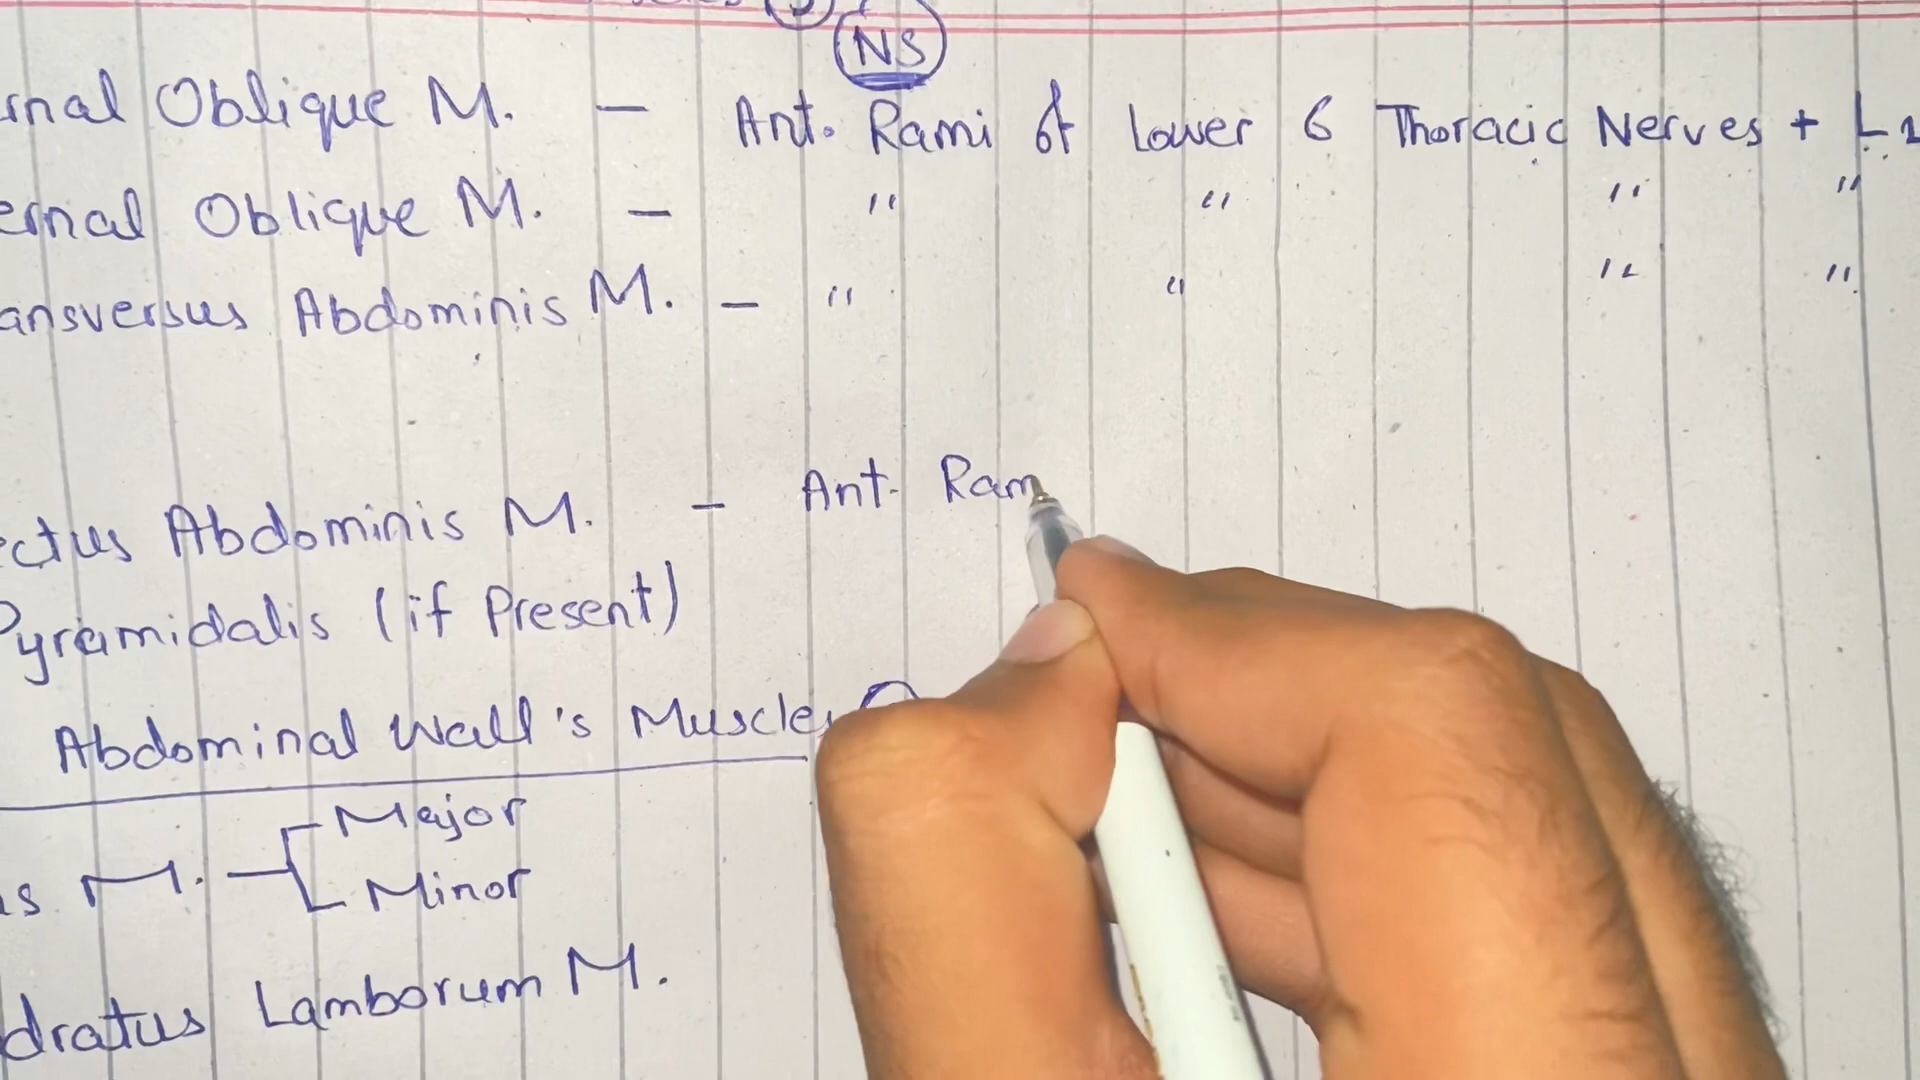 NS
rnal Oblique M. — Ant. Rami of Lower 6 Thoracic Nerves + L1
ernal Oblique M. — " " " "
ansversus Abdominis M. — " " " "
ectus Abdominis M. — Ant. Ram
Pyramidalis (if Present)
Abdominal Wall's Muscles
Major
s M.
Minor
dratus Lamborum M.